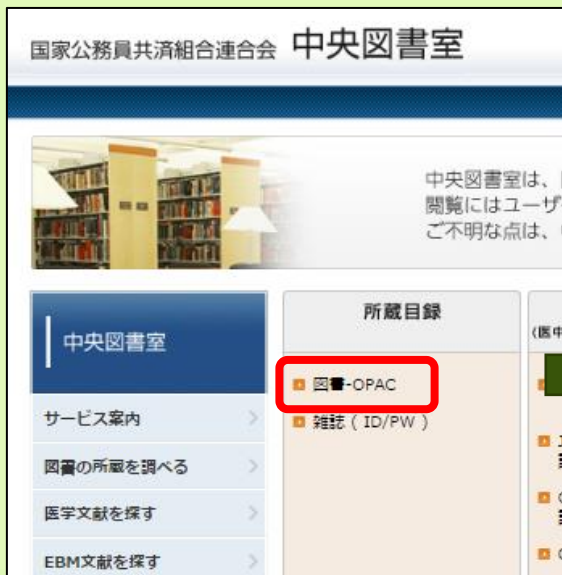 国家公務員共済組合連合会 中央図書室
中央図書室は、
閲覧にはユーザ
ご不明な点は、
中央図書室
サービス案内
図書の所蔵を調べる
医学文献を探す
EBM文献を探す
所蔵目録
図書-OPAC
雑誌 ( ID/PW )
(医中